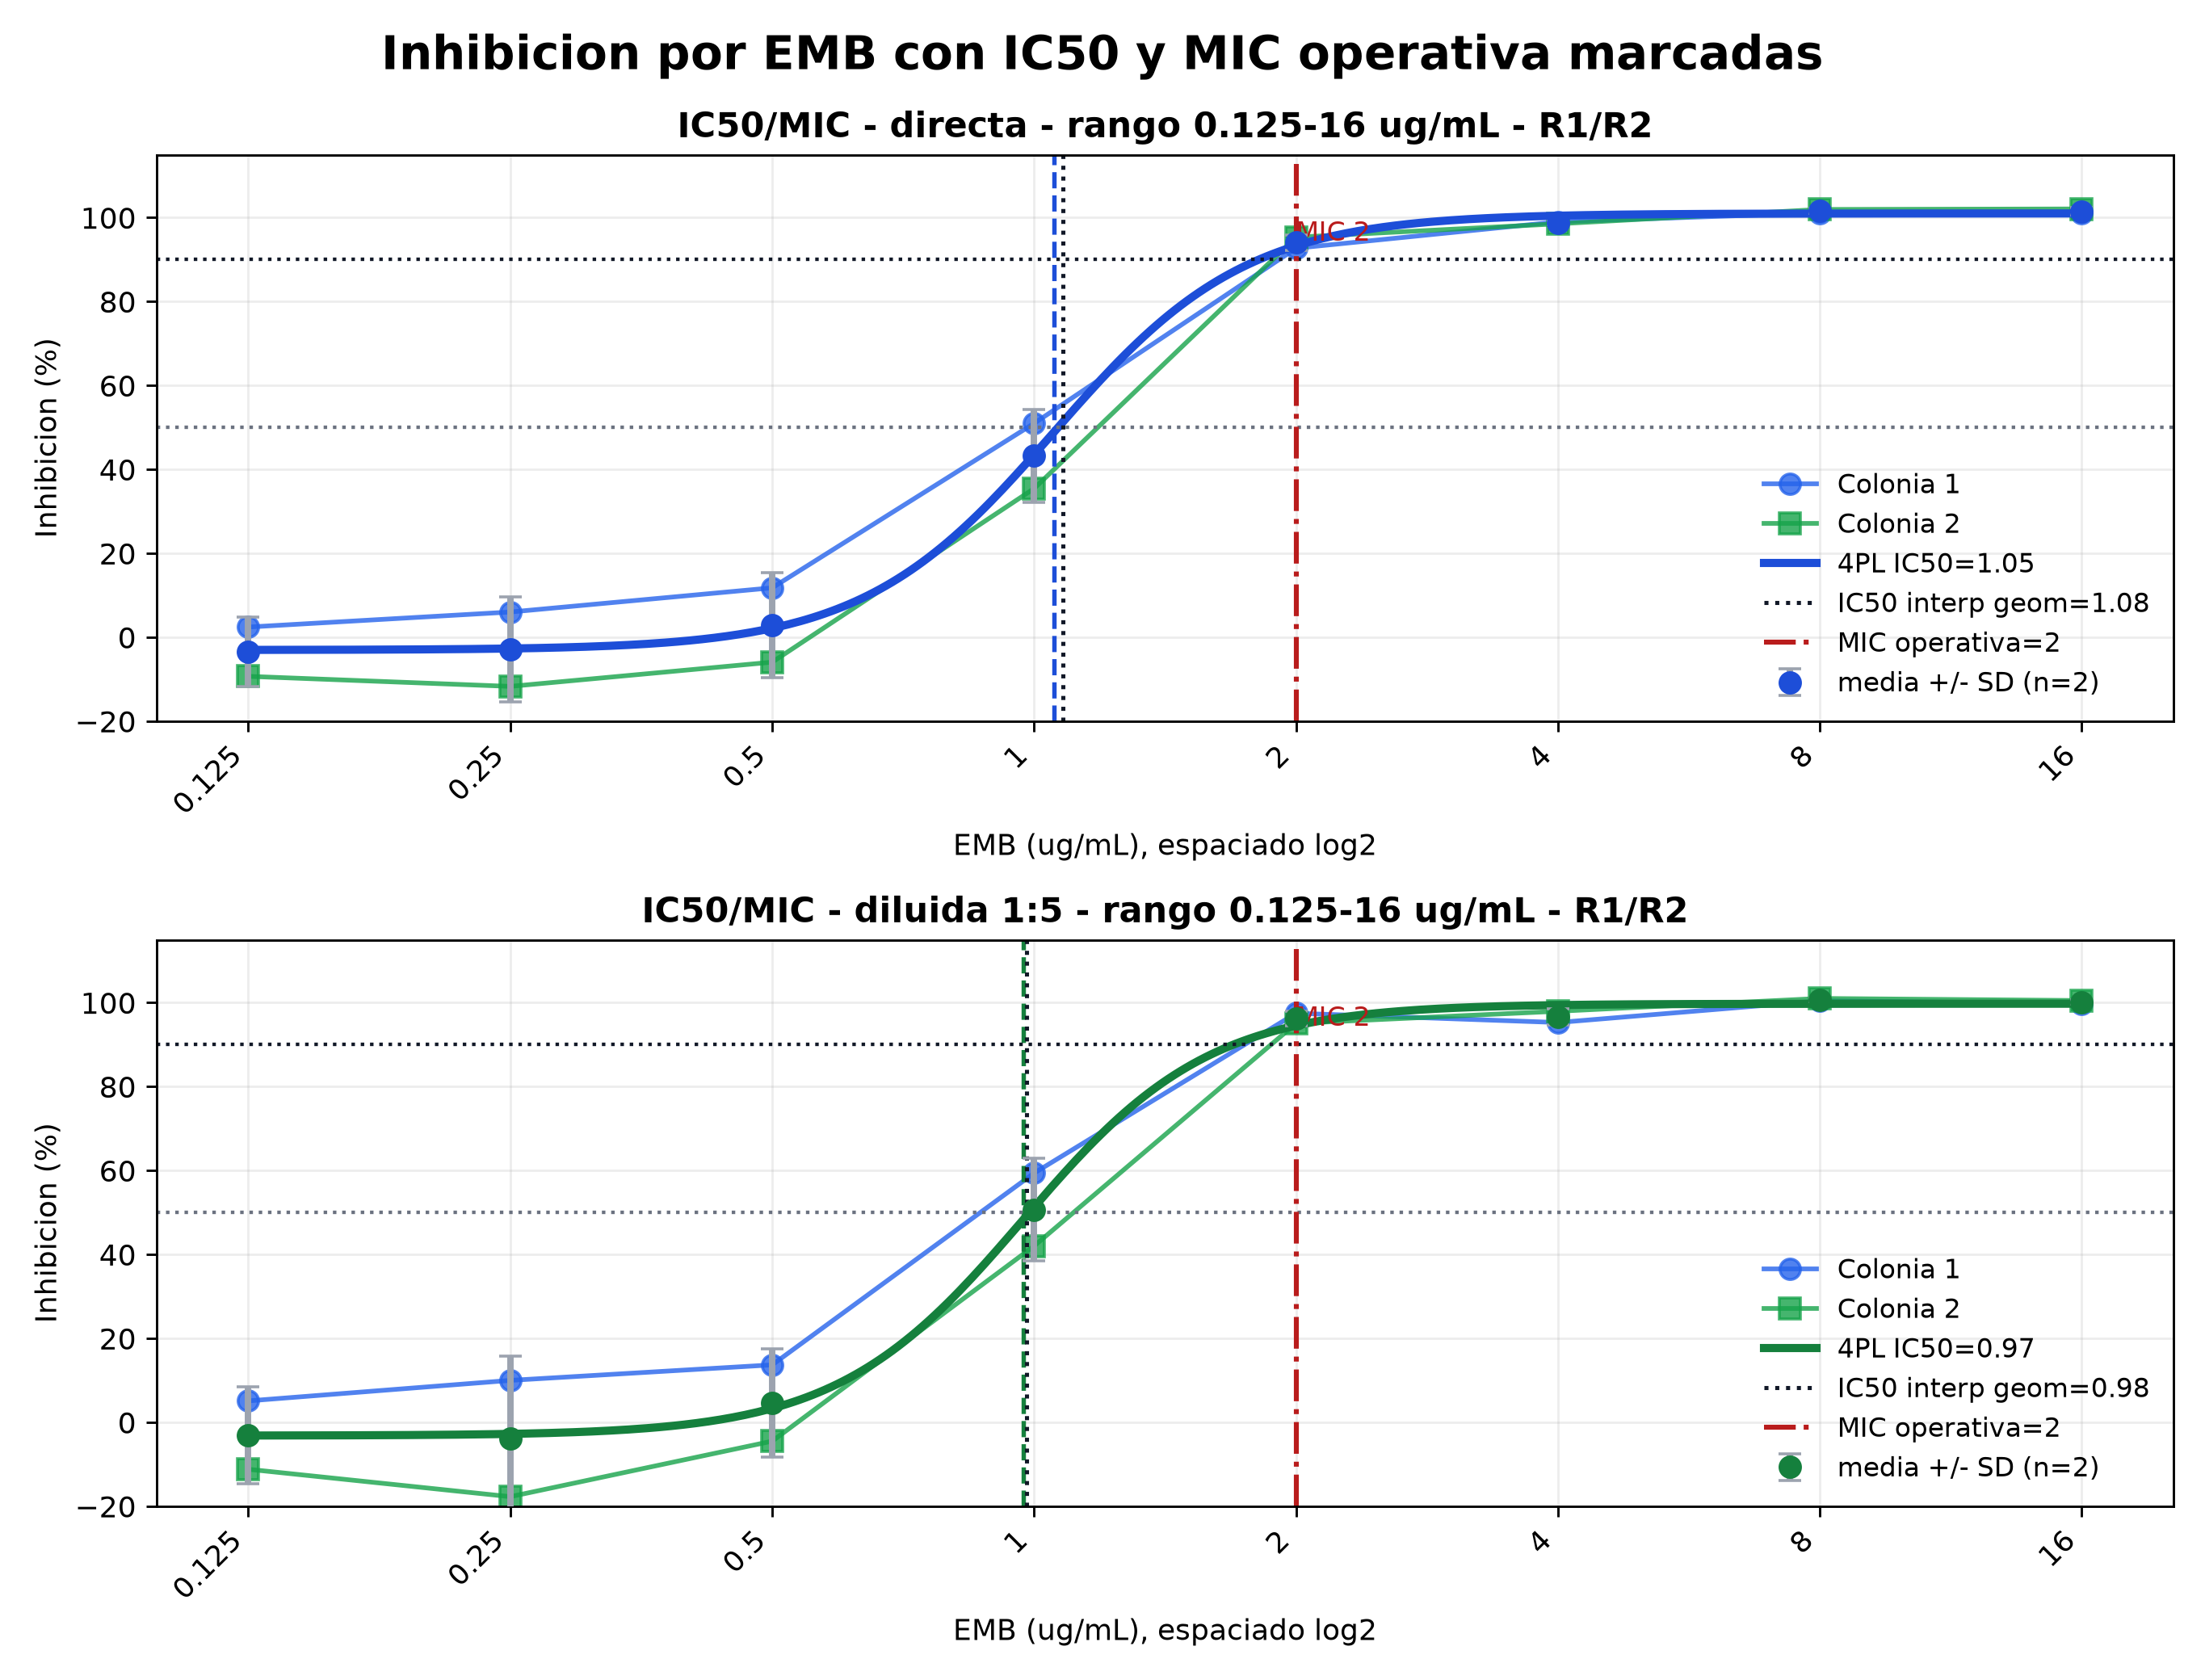 Inhibicion por EMB con IC50 y MIC operativa marcadas
IC50/MIC - directa - rango 0.125-16 ug/mL - R1/R2
Inhibicion (%)
100
80
60
40
20
0
−20
MIC 2
Colonia 1
Colonia 2
4PL IC50=1.05
IC50 interp geom=1.08
MIC operativa=2
media +/- SD (n=2)
0.125
0.25
0.5
1
2
4
8
16
EMB (ug/mL), espaciado log2
IC50/MIC - diluida 1:5 - rango 0.125-16 ug/mL - R1/R2
Inhibicion (%)
100
80
60
40
20
0
−20
MIC 2
Colonia 1
Colonia 2
4PL IC50=0.97
IC50 interp geom=0.98
MIC operativa=2
media +/- SD (n=2)
0.125
0.25
0.5
1
2
4
8
16
EMB (ug/mL), espaciado log2